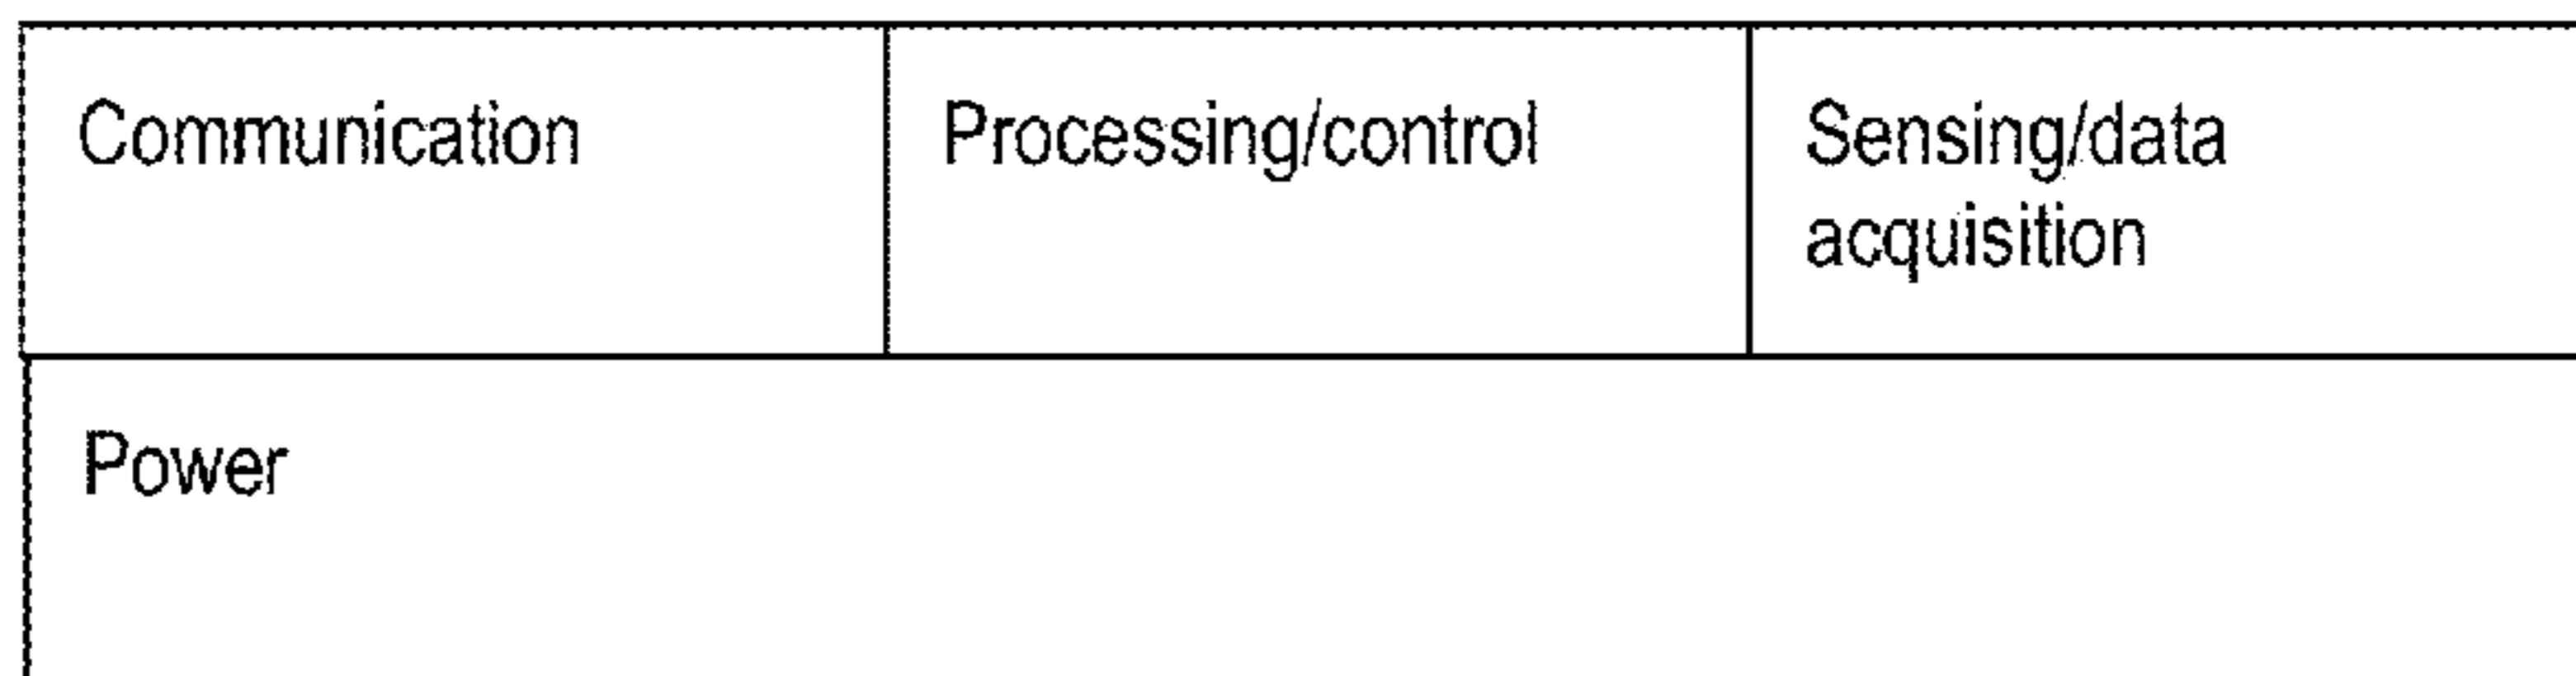 Communication
Processing/control
Sensing/data
acquisition
Power